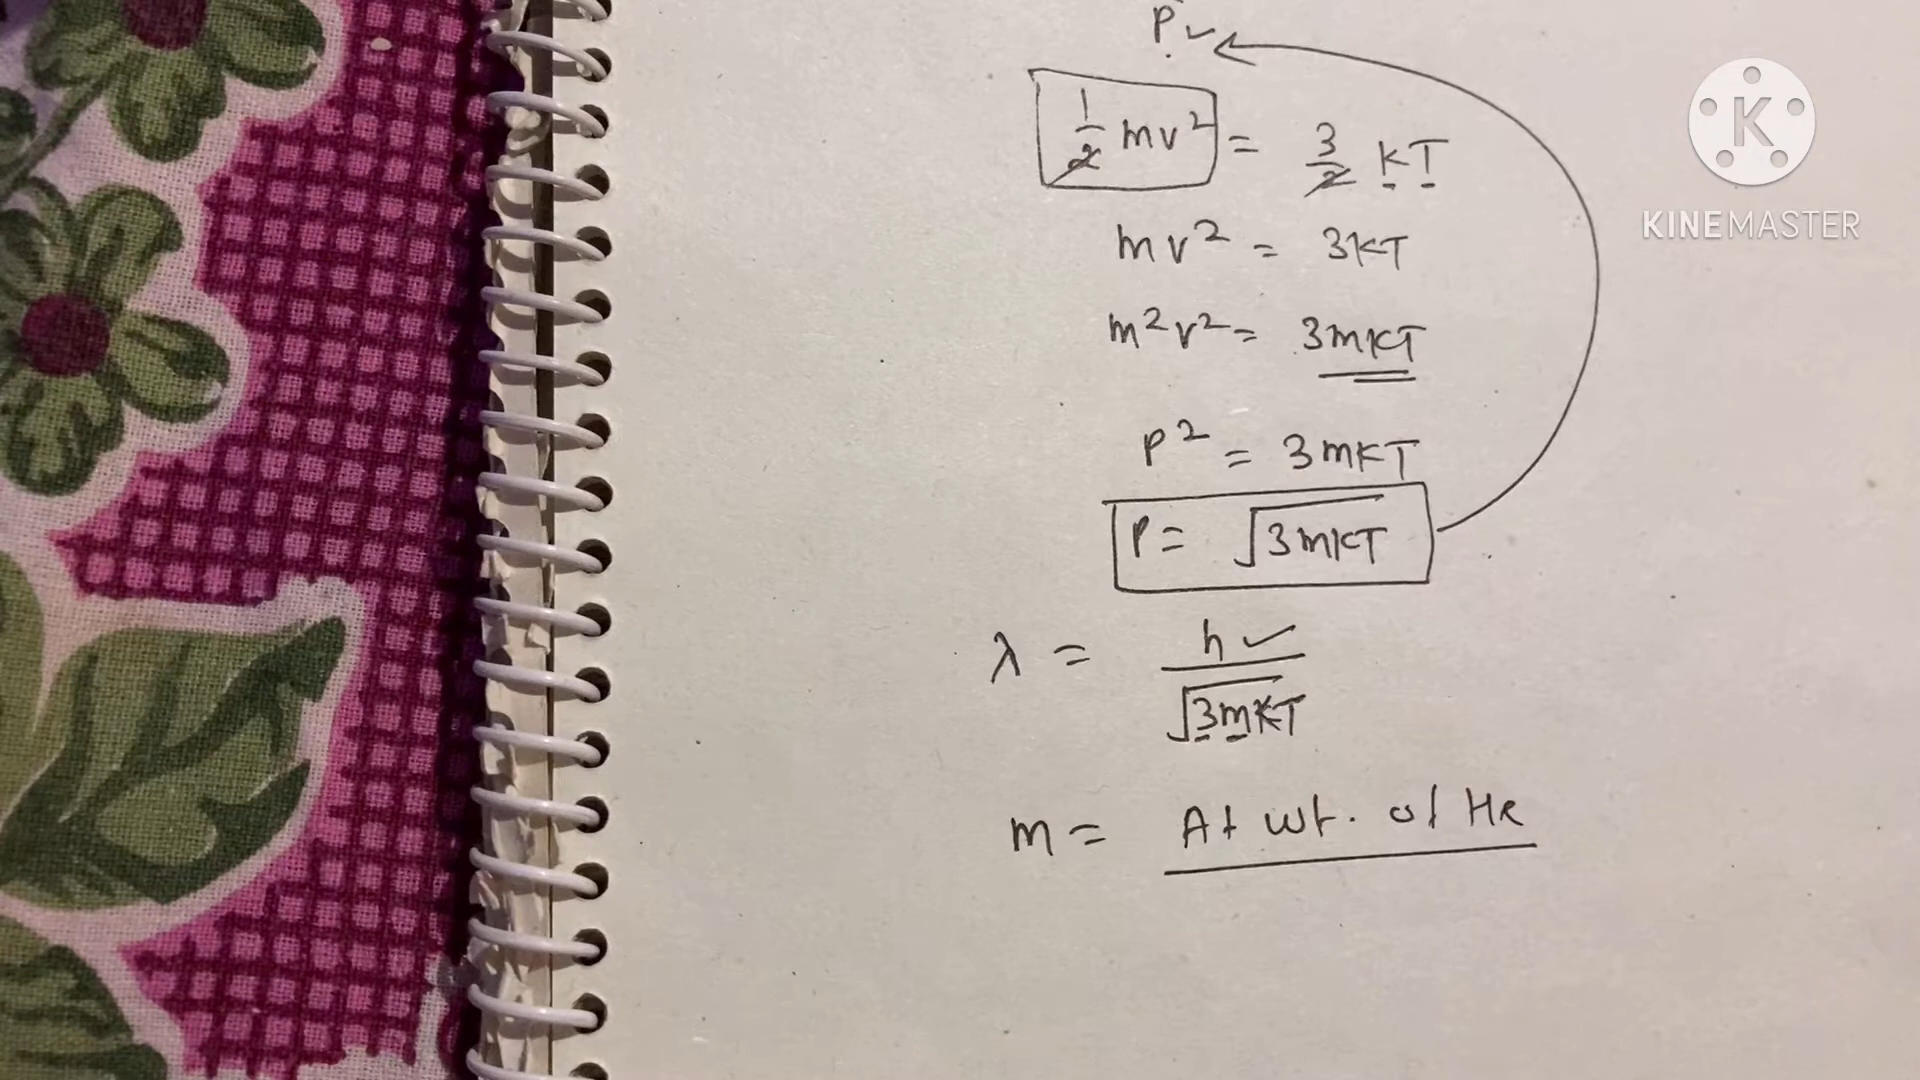 P
1/2 mv² = 3/2 KT
K
KINEMASTER
mv² = 3KT
m²v² = 3mKT
P² = 3mKT
P = √3mKT
λ = h / √3mKT
m = At wt. of He